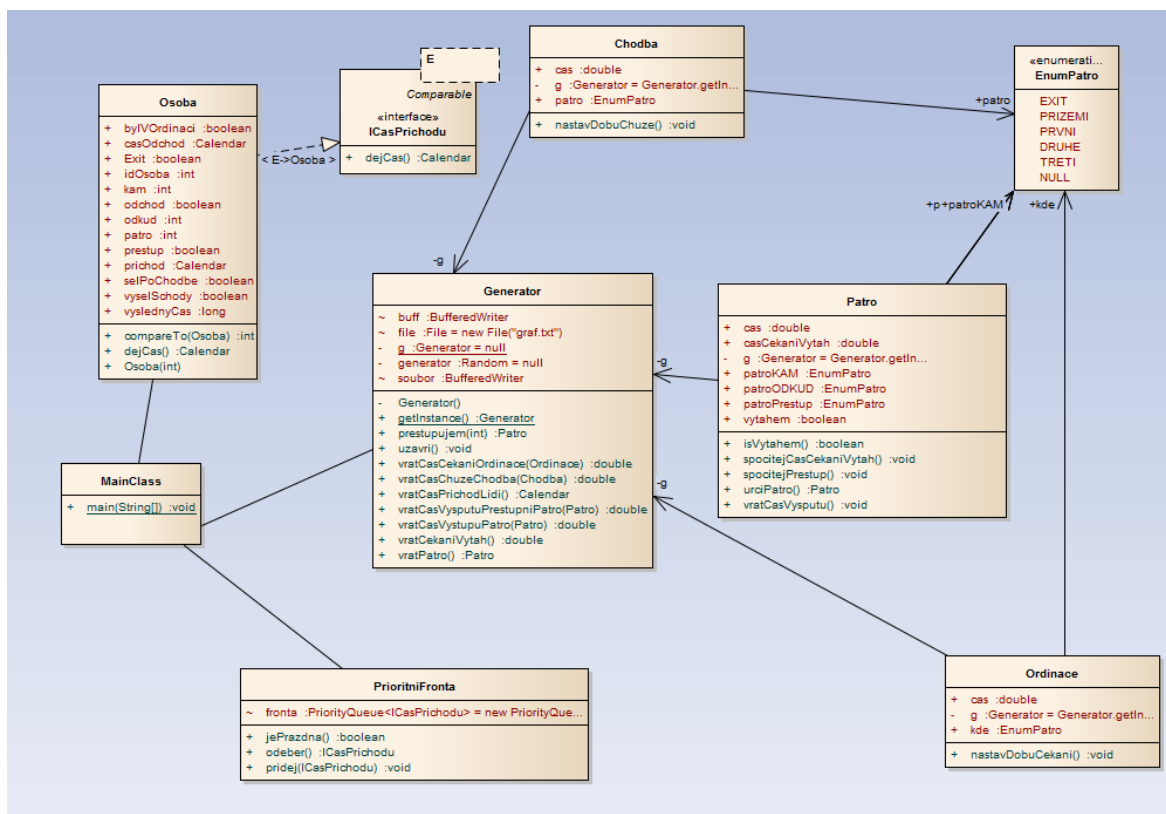 Chodba
+ cas :double
- g :Generator = Generator.getIn...
+ patro :EnumPatro
+ nastavDobuChuze() :void
«enumerati...
EnumPatro
EXIT
PRIZEMI
PRVNI
DRUHE
TRETI
NULL
E
Comparable
«interface»
ICasPrichodu
+ dejCas() :Calendar
Osoba
+ bylVOrdinaci :boolean
+ casOdchod :Calendar
+ Exit :boolean
+ idOsoba :int
+ kam :int
+ odchod :boolean
+ odkud :int
+ patro :int
+ prestup :boolean
+ prichod :Calendar
+ selPoChodbe :boolean
+ vyselSchody :boolean
+ vyslednyCas :long
+ compareTo(Osoba) :int
+ dejCas() :Calendar
+ Osoba(int)
< E->Osoba >
+patro
+p+patroKAM
+kde
-g
Generator
~ buff :BufferedWriter
~ file :File = new File("graf.txt")
- g :Generator = null
- generator :Random = null
~ soubor :BufferedWriter
- Generator()
+ getInstance() :Generator
+ prestupujem(int) :Patro
+ uzavri() :void
+ vratCasCekaniOrdinace(Ordinace) :double
+ vratCasChuzeChodba(Chodba) :double
+ vratCasPrichodLidi() :Calendar
+ vratCasVysputuPrestupniPatro(Patro) :double
+ vratCasVystupuPatro(Patro) :double
+ vratCekaniVytah() :double
+ vratPatro() :Patro
-g
-g
Patro
+ cas :double
+ casCekaniVytah :double
- g :Generator = Generator.getIn...
+ patroKAM :EnumPatro
+ patroODKUD :EnumPatro
+ patroPrestup :EnumPatro
+ vytahem :boolean
+ isVytahem() :boolean
+ spocitejCasCekaniVytah() :void
+ spocitejPrestup() :void
+ urciPatro() :Patro
+ vratCasVysputu() :void
MainClass
+ main(String[]) :void
PrioritniFronta
~ fronta :PriorityQueue<ICasPrichodu> = new PriorityQue...
+ jePrazdna() :boolean
+ odeber() :ICasPrichodu
+ pridej(ICasPrichodu) :void
Ordinace
+ cas :double
- g :Generator = Generator.getIn...
+ kde :EnumPatro
+ nastavDobuCekani() :void